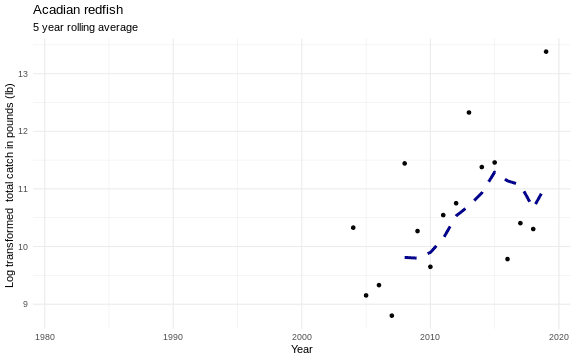 Acadian redfish
5 year rolling average
Log transformed  total catch in pounds (lb)
13
12
11
10
9
1980
1990
2000
2010
2020
Year